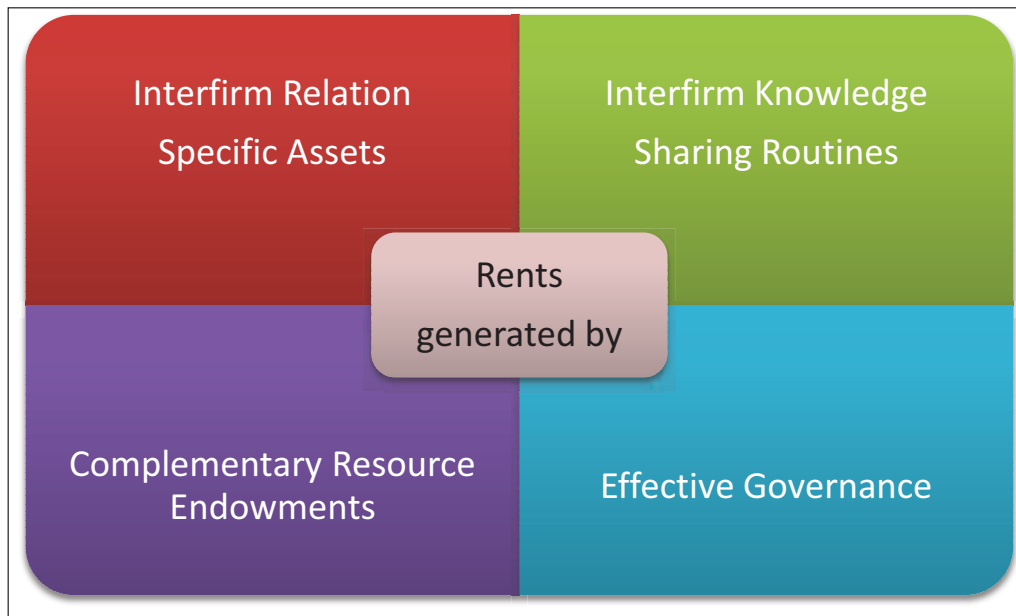 Interfirm Relation
Specific Assets
Interfirm Knowledge
Sharing Routines
Rents
generated by
Complementary Resource
Endowments
Effective Governance